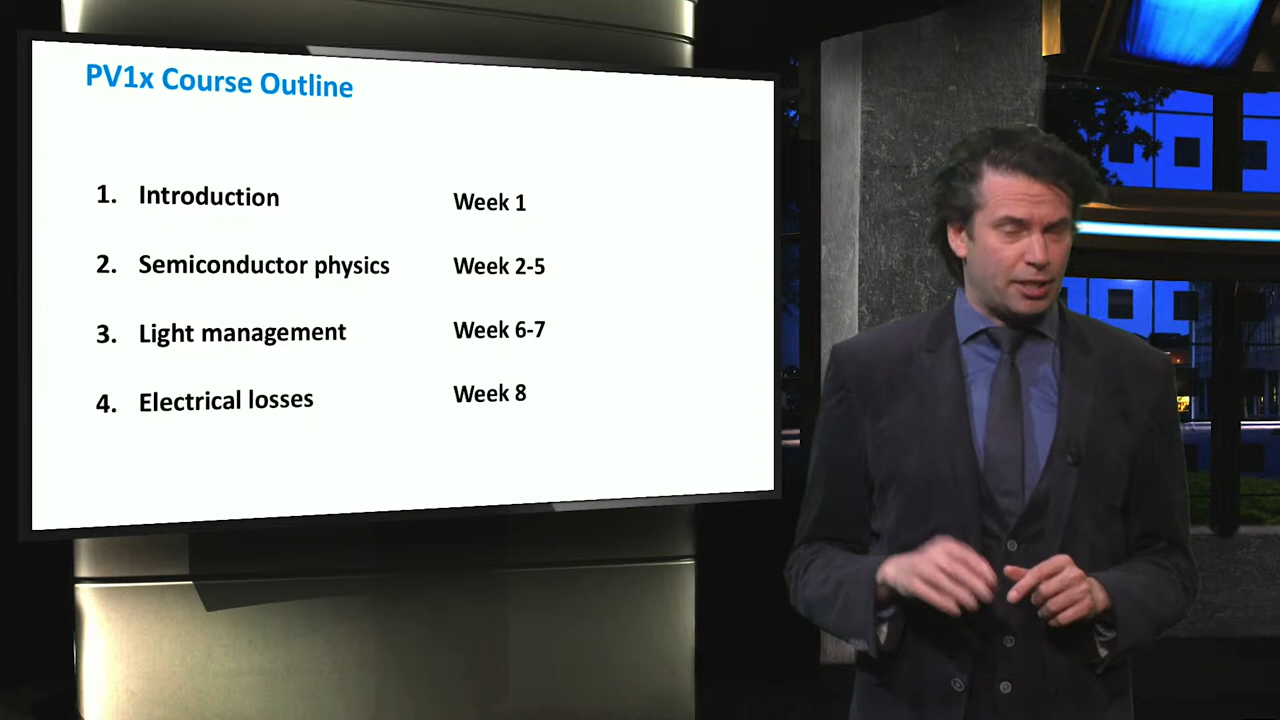 PV1x Course Outline
1. Introduction Week 1
2. Semiconductor physics Week 2-5
3. Light management Week 6-7
4. Electrical losses Week 8